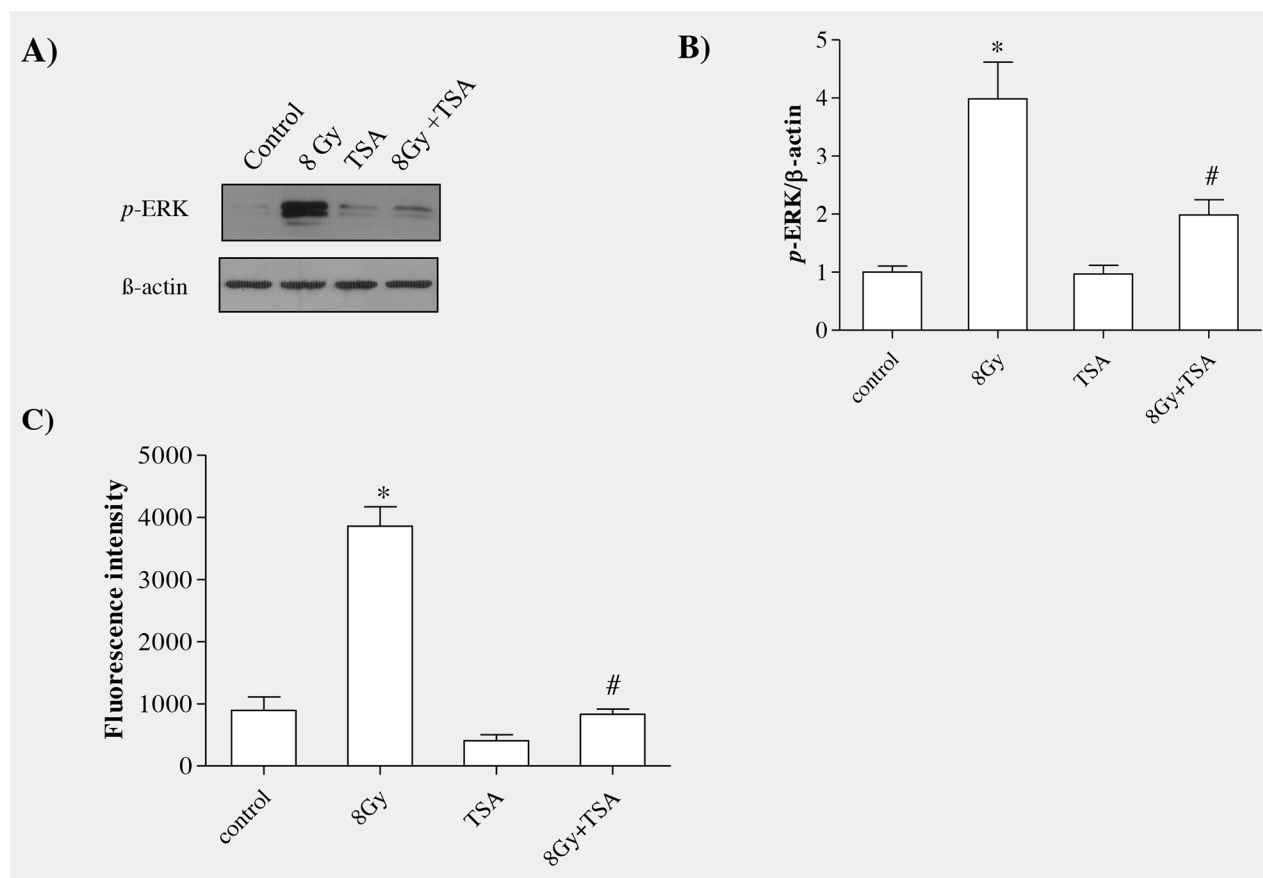 A)
Control
8 Gy
TSA
8Gy +TSA
p-ERK
ß-actin
B)
p-ERK/β-actin
5
4
3
2
1
0
*
#
control
8Gy
TSA
8Gy+TSA
C)
Fluorescence intensity
5000
4000
3000
2000
1000
0
*
#
control
8Gy
TSA
8Gy+TSA